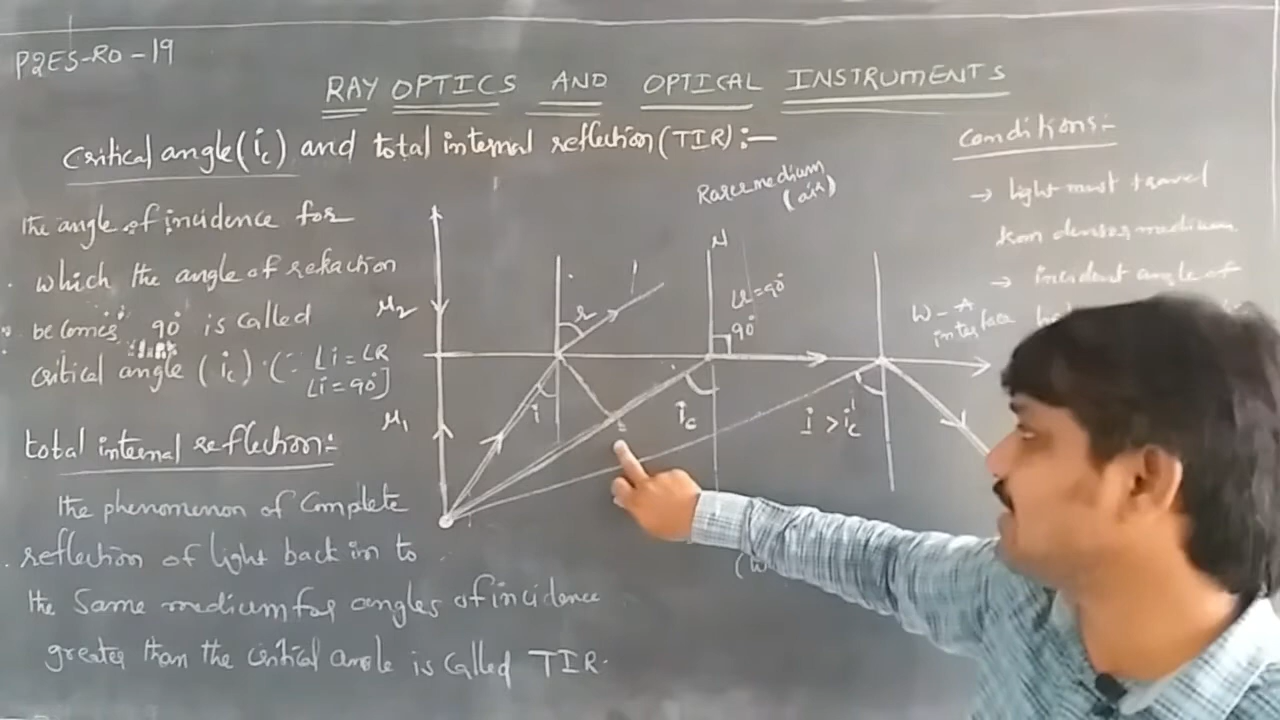 P2ES-RO-19
RAY OPTICS AND OPTICAL INSTRUMENTS
Critical angle (ic) and total internal reflection (TIR):-
the angle of incidence for
which the angle of refraction
becomes 90° is called
critical angle (ic).
∠i=∠R
∠i=90°]
total internal reflection:-
the phenomenon of Complete
reflection of light back in to
the Same medium for angles of incidence
greater than the critical angle is called TIR.
Rarer medium
(air)
N
∠r=90°
90°
r
μ2
μ1
i
ic
i > ic
W-A
interface
Conditions:-
→ light must travel
from denser medium
→ incident angle of